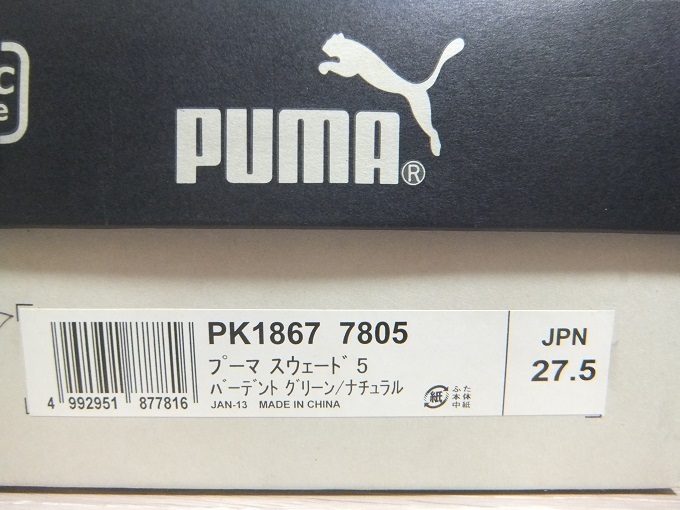 C
e
PUMA®
PK1867 7805
プーマ スウェード 5
バーデント グリーン/ナチュラル
JAN-13 MADE IN CHINA
4 992951 877816
紙
ふた
本体
中紙
JPN
27.5